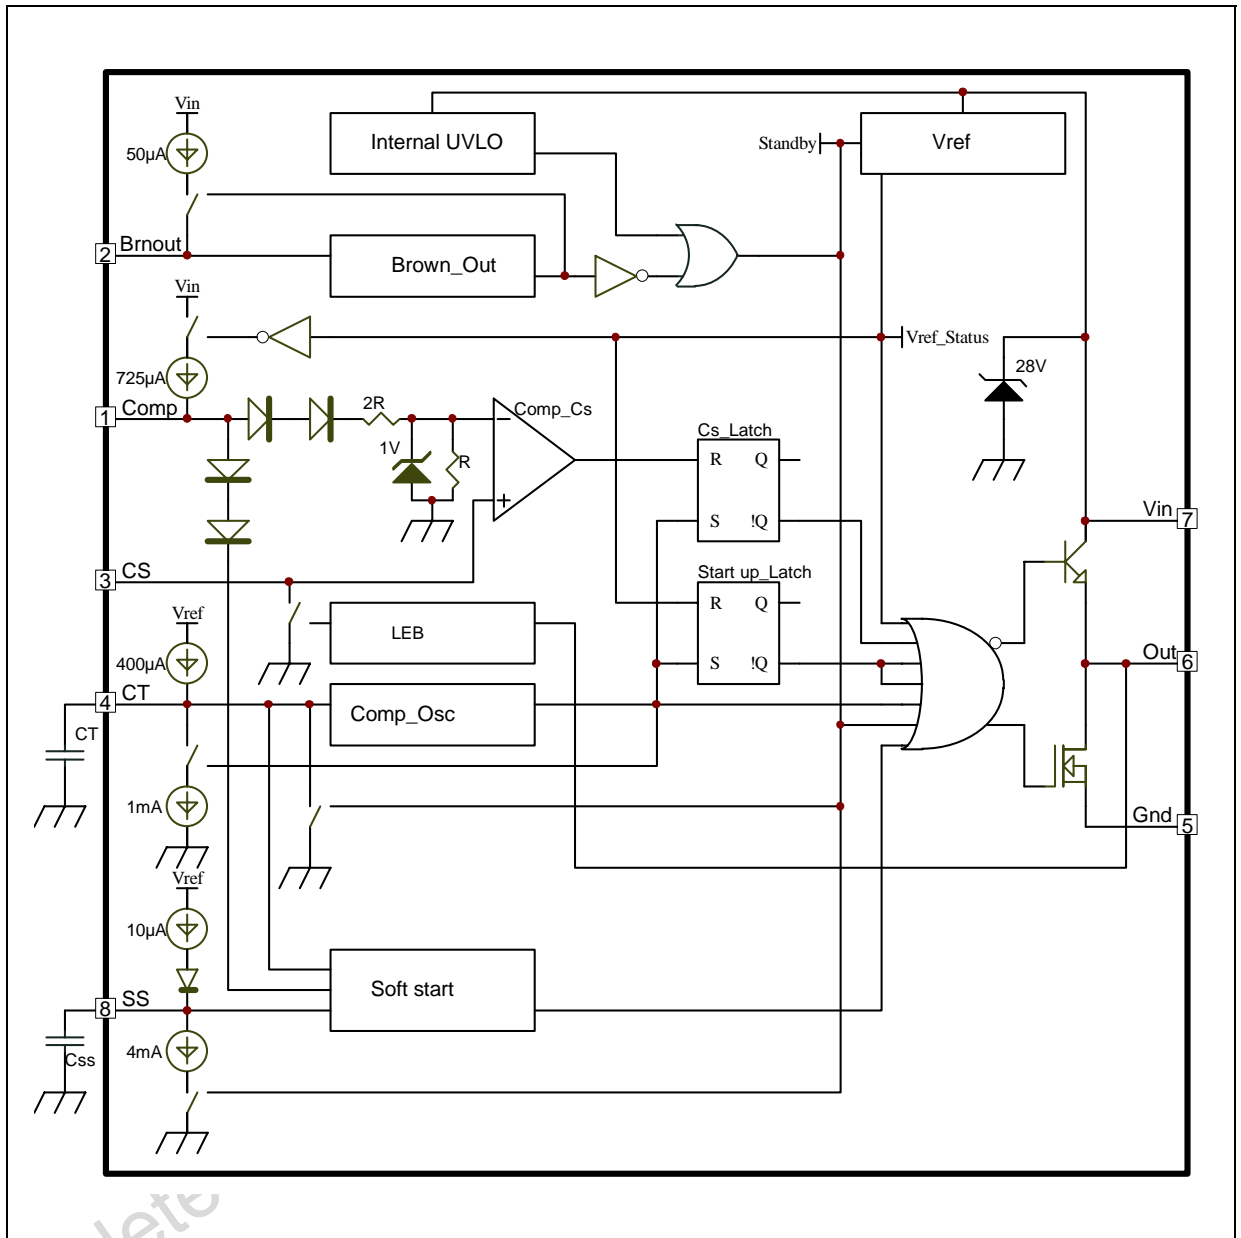 Vin
50µA
Internal UVLO
Standby
Vref
2
Brnout
Brown_Out
Vin
Vref_Status
28V
725µA
1
Comp
2R
Comp_Cs
1V
R
Cs_Latch
R Q
S !Q
Vin
7
3
CS
Start up_Latch
R Q
S !Q
Vref
LEB
400µA
Out
6
4
CT
CT
Comp_Osc
1mA
Gnd
5
Vref
10µA
Soft start
8
SS
4mA
Css
lete